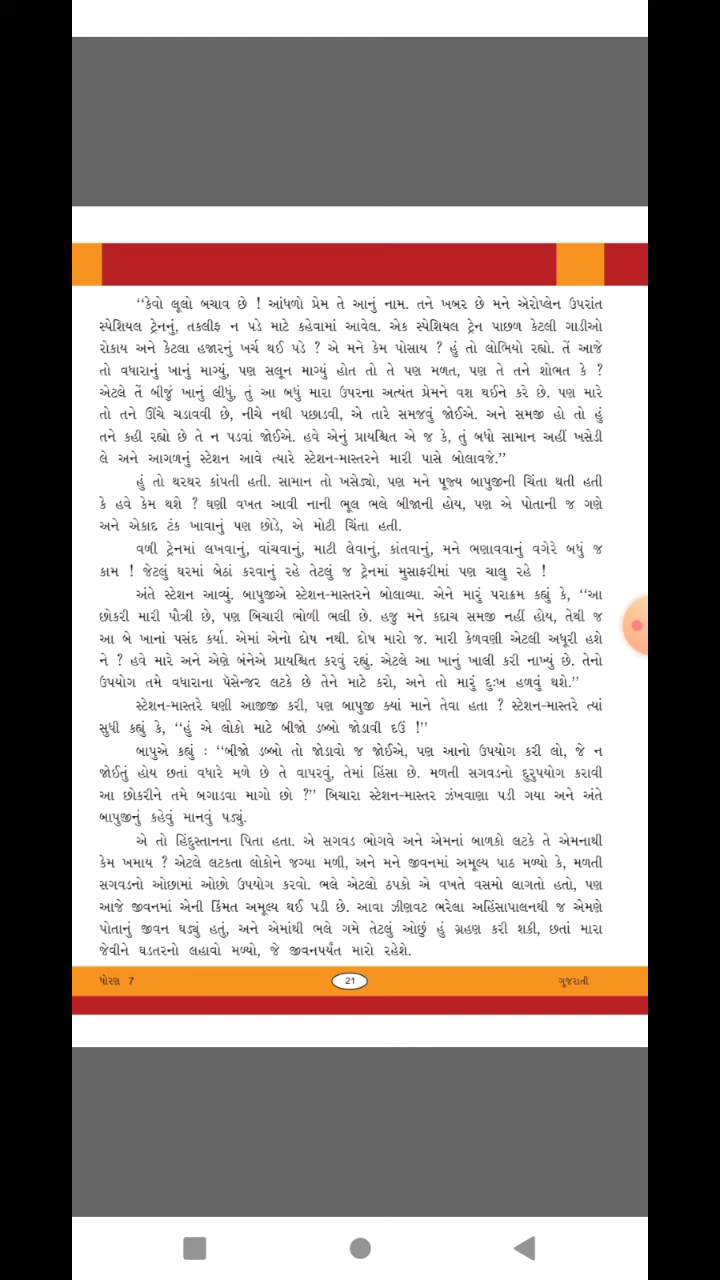 ‘‘કેવો લૂલો બચાવ છે ! આંધળો પ્રેમ તે આનું નામ. તને ખબર છે મને ઍરોપ્લેન ઉપરાંત
સ્પેશિયલ ટ્રેનનું, તકલીફ ન પડે માટે કહેવામાં આવેલ. એક સ્પેશિયલ ટ્રેન પાછળ કેટલી ગાડીઓ
રોકાય અને કેટલા હજારનું ખર્ચ થઈ પડે ? એ મને કેમ પોસાય ? હું તો લોભિયો રહ્યો. તેં આજે
તો વધારાનું ખાનું માગ્યું, પણ સલૂન માગ્યું હોત તો તે પણ મળત, પણ તે તને શોભત કે ?
એટલે તેં બીજું ખાનું લીધું, તું આ બધું મારા ઉપરના અત્યંત પ્રેમને વશ થઈને કરે છે. પણ મારે
તો તને ઊંચે ચડાવવી છે, નીચે નથી પછાડવી, એ તારે સમજવું જોઈએ. અને સમજી હો તો હું
તને કહી રહ્યો છે તે ન પડવાં જોઈએ. હવે એનું પ્રાયશ્ચિત એ જ કે, તું બધો સામાન અહીં ખસેડી
લે અને આગળનું સ્ટેશન આવે ત્યારે સ્ટેશન-માસ્તરને મારી પાસે બોલાવજે.’’
હું તો થરથર કાંપતી હતી. સામાન તો ખસેડ્યો, પણ મને પૂજ્ય બાપુજીની ચિંતા થતી હતી
કે હવે કેમ થશે ? ઘણી વખત આવી નાની ભૂલ ભલે બીજાની હોય, પણ એ પોતાની જ ગણે
અને એકાદ ટંક ખાવાનું પણ છોડે, એ મોટી ચિંતા હતી.
વળી ટ્રેનમાં લખવાનું, વાંચવાનું, માટી લેવાનું, કાંતવાનું, મને ભણાવવાનું વગેરે બધું જ
કામ ! જેટલું ઘરમાં બેઠાં કરવાનું રહે તેટલું જ ટ્રેનમાં મુસાફરીમાં પણ ચાલુ રહે !
અંતે સ્ટેશન આવ્યું. બાપુજીએ સ્ટેશન-માસ્તરને બોલાવ્યા. એને મારું પરાક્રમ કહ્યું કે, ‘‘આ
છોકરી મારી પૌત્રી છે, પણ બિચારી ભોળી ભલી છે. હજુ મને કદાચ સમજી નહીં હોય, તેથી જ
આ બે ખાનાં પસંદ કર્યાં. એમાં એનો દોષ નથી. દોષ મારો જ. મારી કેળવણી એટલી અધૂરી હશે
ને ? હવે મારે અને એણે બંનેએ પ્રાયશ્ચિત કરવું રહ્યું. એટલે આ ખાનું ખાલી કરી નાખ્યું છે. તેનો
ઉપયોગ તમે વધારાના પૅસેન્જર લટકે છે તેને માટે કરો, અને તો મારું દુઃખ હળવું થશે.’’
સ્ટેશન-માસ્તરે ઘણી આજીજી કરી, પણ બાપુજી ક્યાં માને તેવા હતા ? સ્ટેશન-માસ્તરે ત્યાં
સુધી કહ્યું કે, ‘‘હું એ લોકો માટે બીજો ડબ્બો જોડાવી દઉં !’’
બાપુએ કહ્યું : ‘‘બીજો ડબ્બો તો જોડાવો જ જોઈએ, પણ આનો ઉપયોગ કરી લો, જે ન
જોઈતું હોય છતાં વધારે મળે છે તે વાપરવું, તેમાં હિંસા છે. મળતી સગવડનો દુરુપયોગ કરાવી
આ છોકરીને તમે બગાડવા માગો છો ?’’ બિચારા સ્ટેશન-માસ્તર ઝંખવાણા પડી ગયા અને અંતે
બાપુજીનું કહેવું માનવું પડ્યું.
એ તો હિંદુસ્તાનના પિતા હતા. એ સગવડ ભોગવે અને એમનાં બાળકો લટકે તે એમનાથી
કેમ ખમાય ? એટલે લટકતા લોકોને જગ્યા મળી, અને મને જીવનમાં અમૂલ્ય પાઠ મળ્યો કે, મળતી
સગવડનો ઓછામાં ઓછો ઉપયોગ કરવો. ભલે એટલો ઠપકો એ વખતે વસમો લાગતો હતો, પણ
આજે જીવનમાં એની કિંમત અમૂલ્ય થઈ પડી છે. આવા ઝીણવટ ભરેલા અહિંસાપાલનથી જ એમણે
પોતાનું જીવન ઘડ્યું હતું, અને એમાંથી ભલે ગમે તેટલું ઓછું હું ગ્રહણ કરી શકી, છતાં મારા
જેવીને ઘડતરનો લહાવો મળ્યો, જે જીવનપર્યંત મારો રહેશે.
ધોરણ 7
21
ગુજરાતી